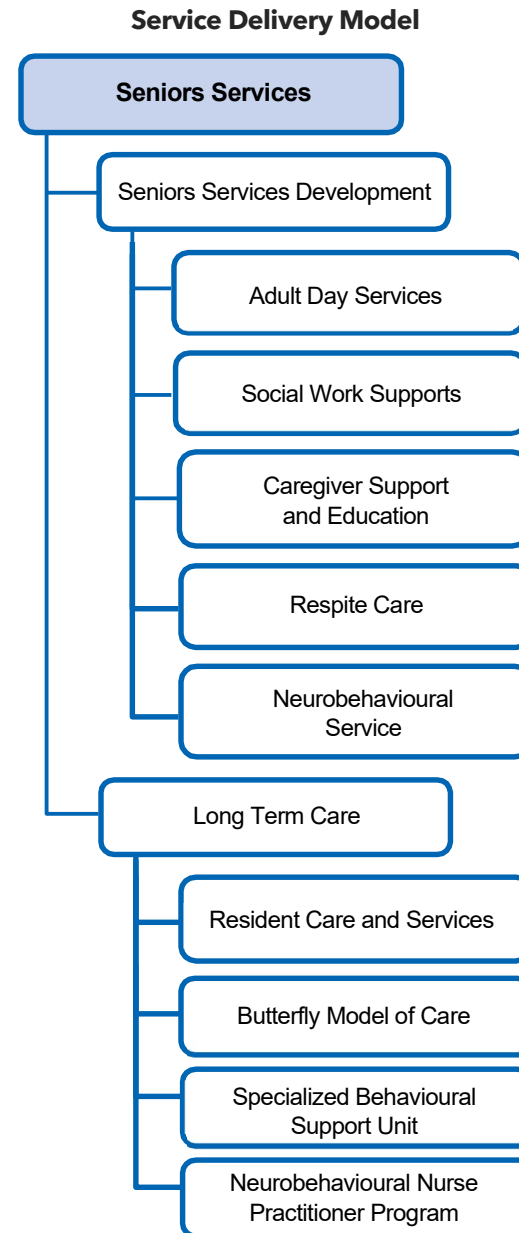 Service Delivery Model
Seniors Services
Seniors Services Development
Adult Day Services
Social Work Supports
Caregiver Support
and Education
Respite Care
Neurobehavioural
Service
Long Term Care
Resident Care and Services
Butterfly Model of Care
Specialized Behavioural
Support Unit
Neurobehavioural Nurse
Practitioner Program